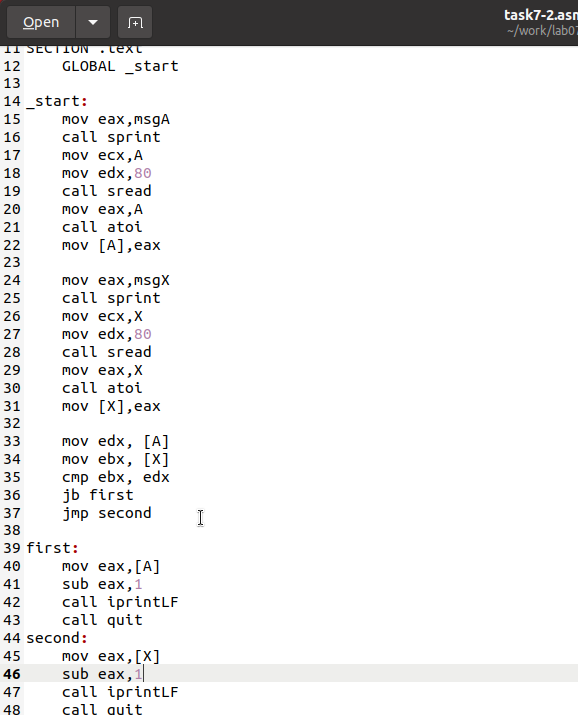 Open
task7-2.asm
~/work/lab07
11 SECTION .text
12     GLOBAL _start
13
14 _start:
15     mov eax,msgA
16     call sprint
17     mov ecx,A
18     mov edx,80
19     call sread
20     mov eax,A
21     call atoi
22     mov [A],eax
23
24     mov eax,msgX
25     call sprint
26     mov ecx,X
27     mov edx,80
28     call sread
29     mov eax,X
30     call atoi
31     mov [X],eax
32
33     mov edx, [A]
34     mov ebx, [X]
35     cmp ebx, edx
36     jb first
37     jmp second
38
39 first:
40     mov eax,[A]
41     sub eax,1
42     call iprintLF
43     call quit
44 second:
45     mov eax,[X]
46     sub eax,1
47     call iprintLF
48     call quit